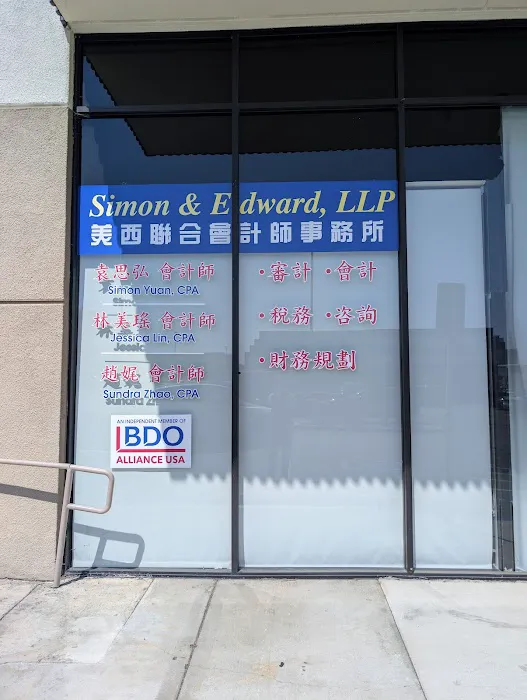 Simon & Edward, LLP
美西聯合會計師事務所
袁思弘 會計師
Simon Yuan, CPA
林美瑤 會計師
Jessica Lin, CPA
趙娓 會計師
Sundra Zhao, CPA
AN INDEPENDENT MEMBER OF
BDO
ALLIANCE USA
·審計 ·會計
·稅務 ·咨詢
·財務規劃